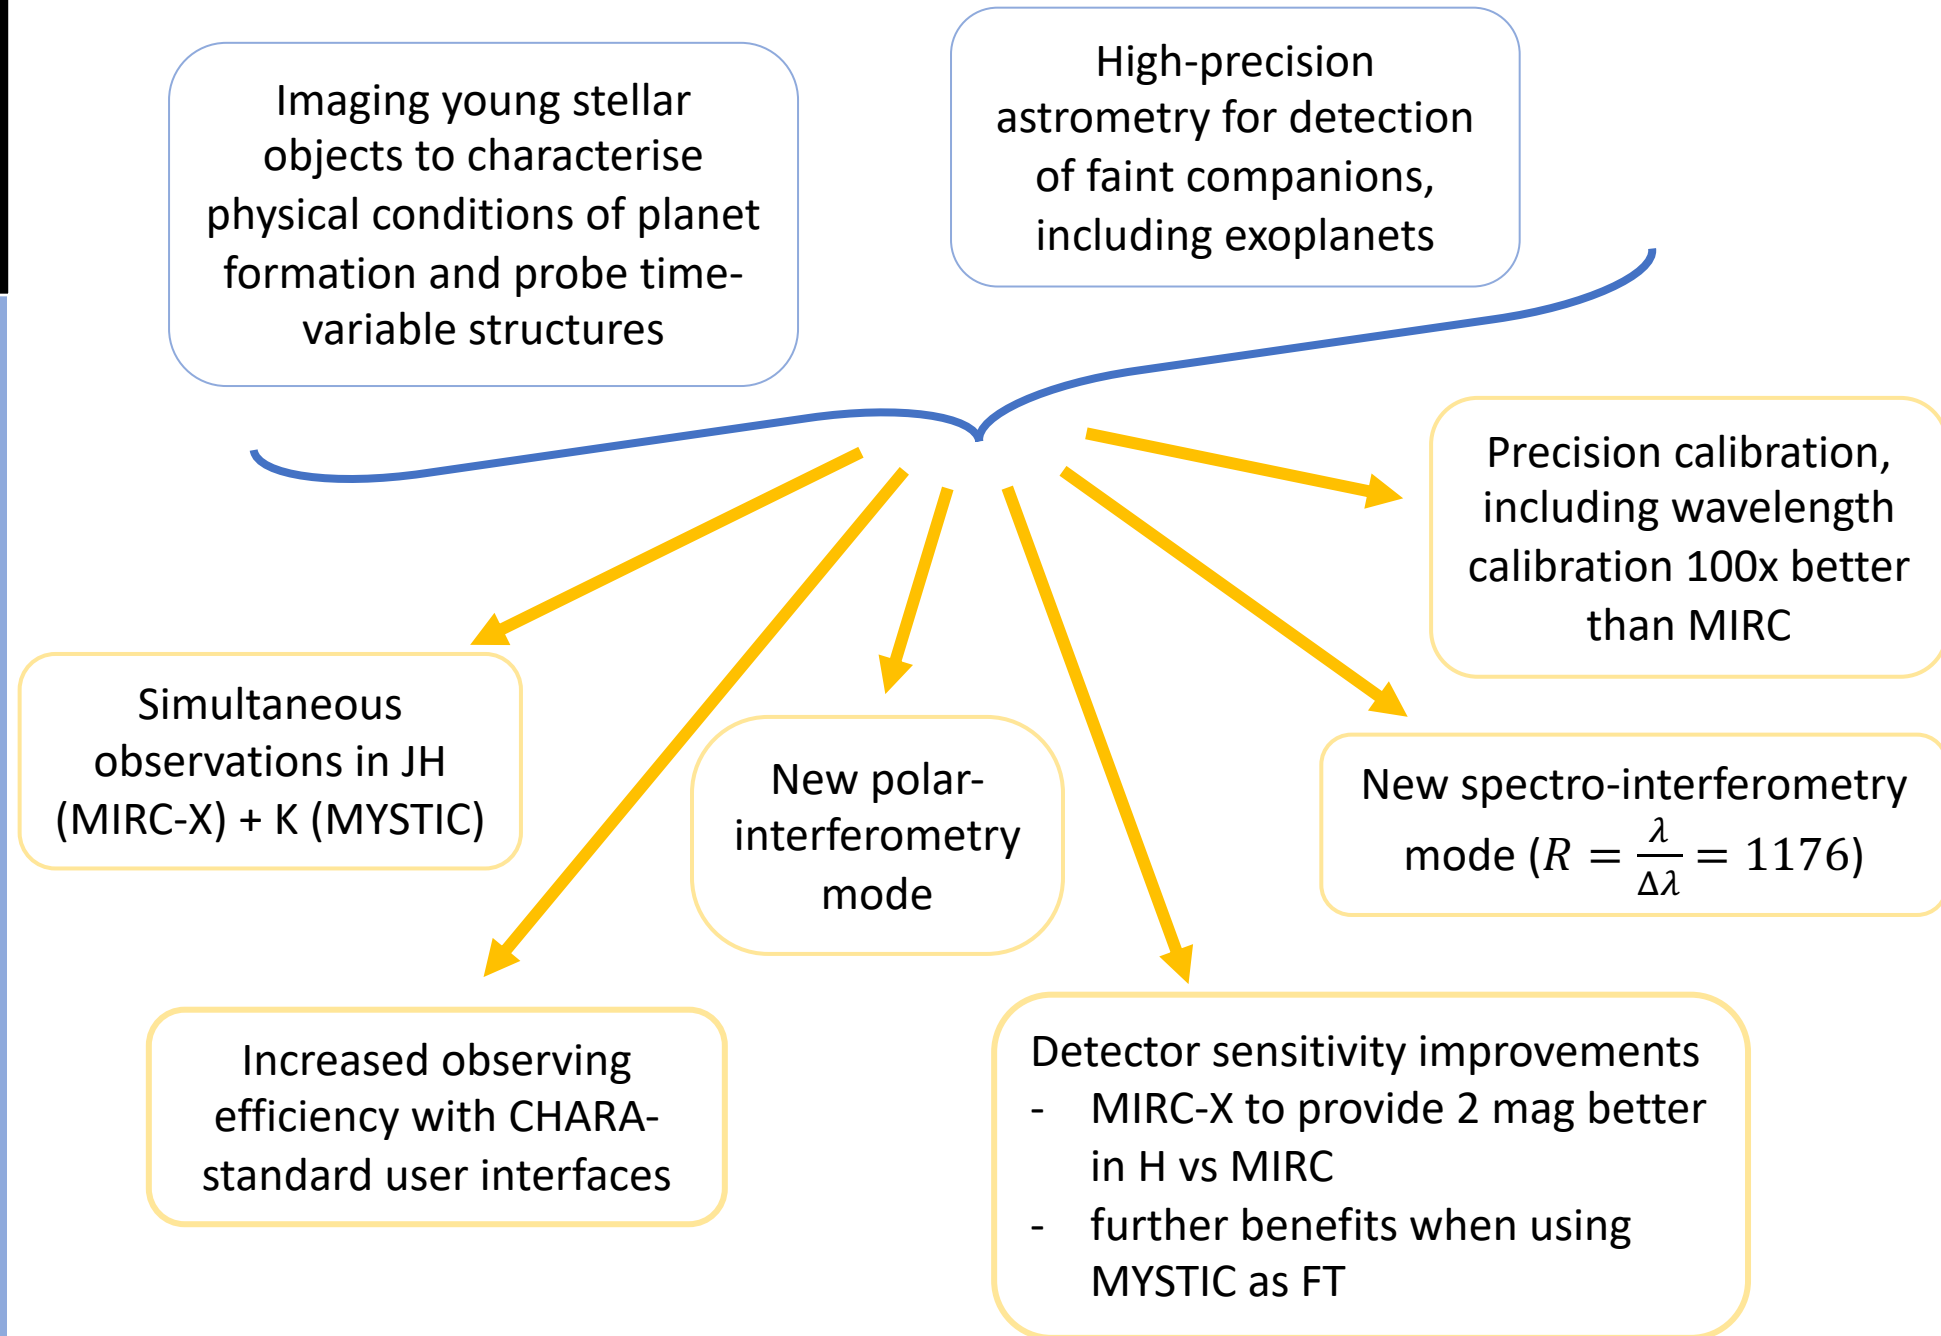 Imaging young stellar
objects to characterise
physical conditions of planet
formation and probe time-
variable structures
High-precision
astrometry for detection
of faint companions,
including exoplanets
Precision calibration,
including wavelength
calibration 100x better
than MIRC
Simultaneous
observations in JH
(MIRC-X) + K (MYSTIC)
New polar-
interferometry
mode
New spectro-interferometry
mode (𝑅 = 𝜆/Δ𝜆 = 1176)
Increased observing
efficiency with CHARA-
standard user interfaces
Detector sensitivity improvements
- MIRC-X to provide 2 mag better
in H vs MIRC
- further benefits when using
MYSTIC as FT